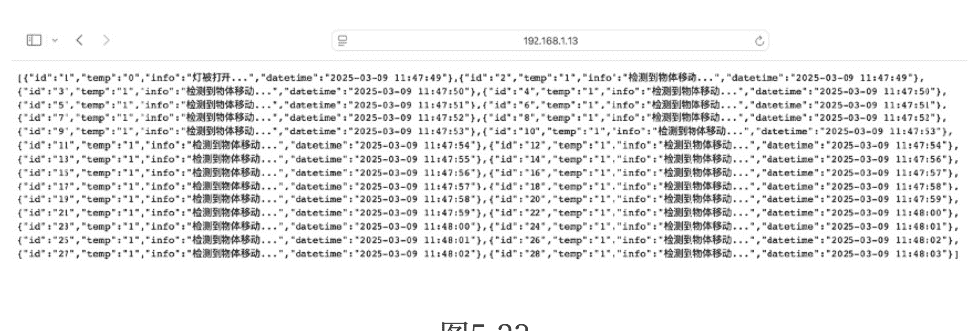 192.168.1.13
[{"id":"1","temp":"0","info":"灯被打开...","datetime":"2025-03-09 11:47:49"},{"id":"2","temp":"1","info":"检测到物体移动...","datetime":"2025-03-09 11:47:49"},
{"id":"3","temp":"1","info":"检测到物体移动...","datetime":"2025-03-09 11:47:50"},{"id":"4","temp":"1","info":"检测到物体移动...","datetime":"2025-03-09 11:47:50"},
{"id":"5","temp":"1","info":"检测到物体移动...","datetime":"2025-03-09 11:47:51"},{"id":"6","temp":"1","info":"检测到物体移动...","datetime":"2025-03-09 11:47:51"},
{"id":"7","temp":"1","info":"检测到物体移动...","datetime":"2025-03-09 11:47:52"},{"id":"8","temp":"1","info":"检测到物体移动...","datetime":"2025-03-09 11:47:52"},
{"id":"9","temp":"1","info":"检测到物体移动...","datetime":"2025-03-09 11:47:53"},{"id":"10","temp":"1","info":"检测到物体移动...","datetime":"2025-03-09 11:47:53"},
{"id":"11","temp":"1","info":"检测到物体移动...","datetime":"2025-03-09 11:47:54"},{"id":"12","temp":"1","info":"检测到物体移动...","datetime":"2025-03-09 11:47:54"},
{"id":"13","temp":"1","info":"检测到物体移动...","datetime":"2025-03-09 11:47:55"},{"id":"14","temp":"1","info":"检测到物体移动...","datetime":"2025-03-09 11:47:56"},
{"id":"15","temp":"1","info":"检测到物体移动...","datetime":"2025-03-09 11:47:56"},{"id":"16","temp":"1","info":"检测到物体移动...","datetime":"2025-03-09 11:47:57"},
{"id":"17","temp":"1","info":"检测到物体移动...","datetime":"2025-03-09 11:47:57"},{"id":"18","temp":"1","info":"检测到物体移动...","datetime":"2025-03-09 11:47:58"},
{"id":"19","temp":"1","info":"检测到物体移动...","datetime":"2025-03-09 11:47:58"},{"id":"20","temp":"1","info":"检测到物体移动...","datetime":"2025-03-09 11:47:59"},
{"id":"21","temp":"1","info":"检测到物体移动...","datetime":"2025-03-09 11:47:59"},{"id":"22","temp":"1","info":"检测到物体移动...","datetime":"2025-03-09 11:48:00"},
{"id":"23","temp":"1","info":"检测到物体移动...","datetime":"2025-03-09 11:48:00"},{"id":"24","temp":"1","info":"检测到物体移动...","datetime":"2025-03-09 11:48:01"},
{"id":"25","temp":"1","info":"检测到物体移动...","datetime":"2025-03-09 11:48:01"},{"id":"26","temp":"1","info":"检测到物体移动...","datetime":"2025-03-09 11:48:02"},
{"id":"27","temp":"1","info":"检测到物体移动...","datetime":"2025-03-09 11:48:02"},{"id":"28","temp":"1","info":"检测到物体移动...","datetime":"2025-03-09 11:48:03"}]